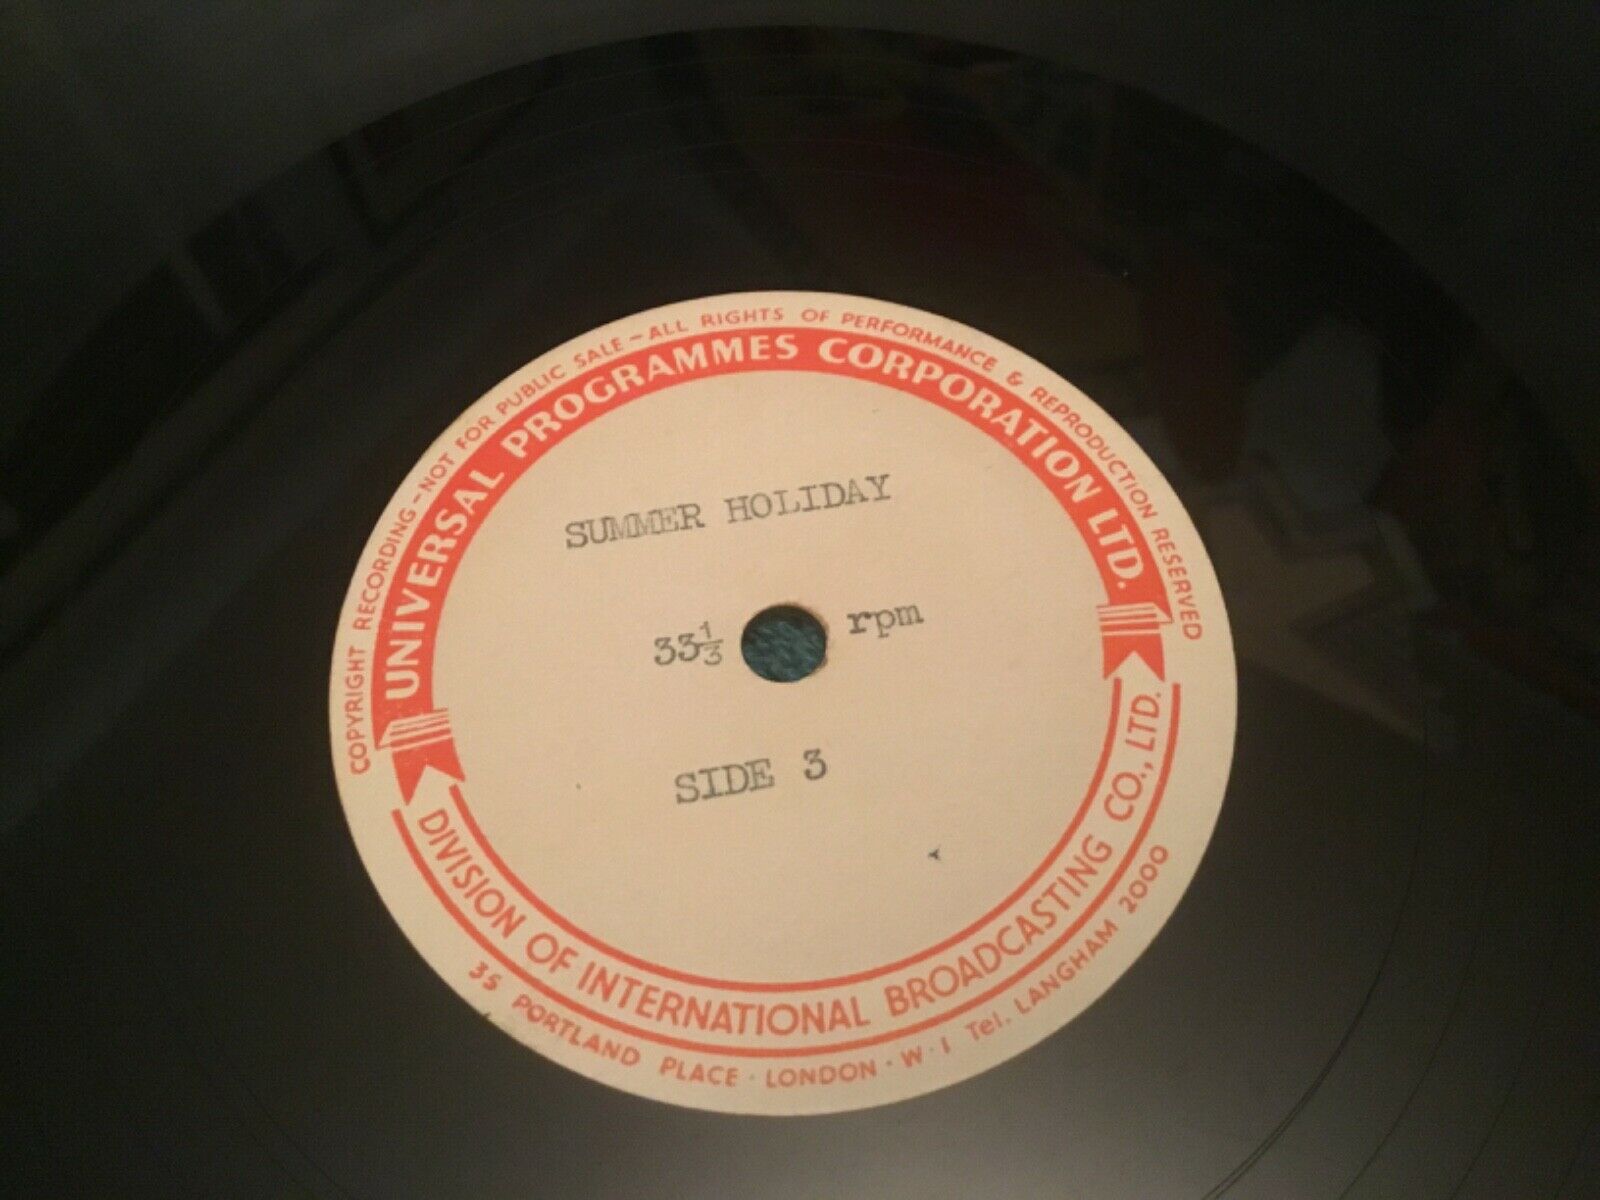 COPYRIGHT RECORDING - NOT FOR PUBLIC SALE - ALL RIGHTS OF PERFORMANCE & REPRODUCTION RESERVED
UNIVERSAL PROGRAMMES CORPORATION LTD.
SUMMER HOLIDAY
33⅓ rpm
SIDE 3
DIVISION OF INTERNATIONAL BROADCASTING CO., LTD.
35 PORTLAND PLACE · LONDON · W · 1 Tel. LANGHAM 2000